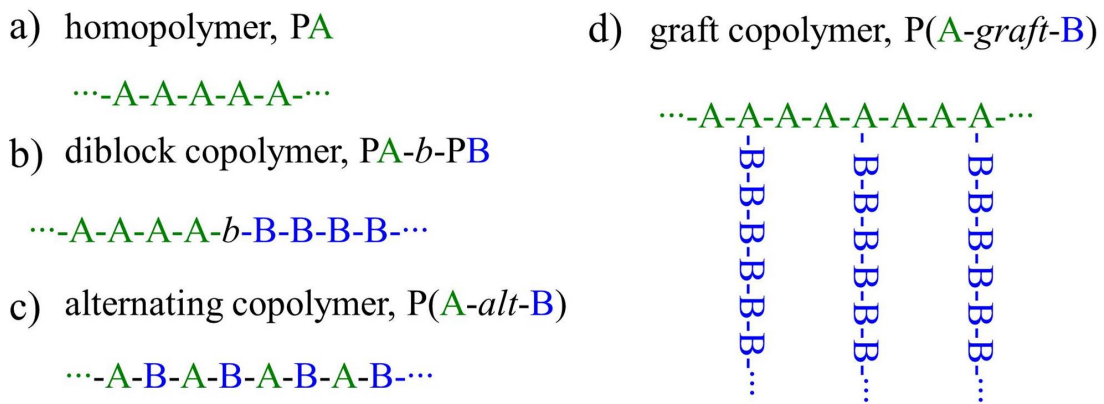 a) homopolymer, PA
···-A-A-A-A-A-···
b) diblock copolymer, PA-b-PB
···-A-A-A-A-b-B-B-B-B-···
c) alternating copolymer, P(A-alt-B)
···-A-B-A-B-A-B-A-B-···
d) graft copolymer, P(A-graft-B)
···-A-A-A-A-A-A-A-A-···
-B-B-B-B-B-B-···
-B-B-B-B-B-B-···
-B-B-B-B-B-B-···